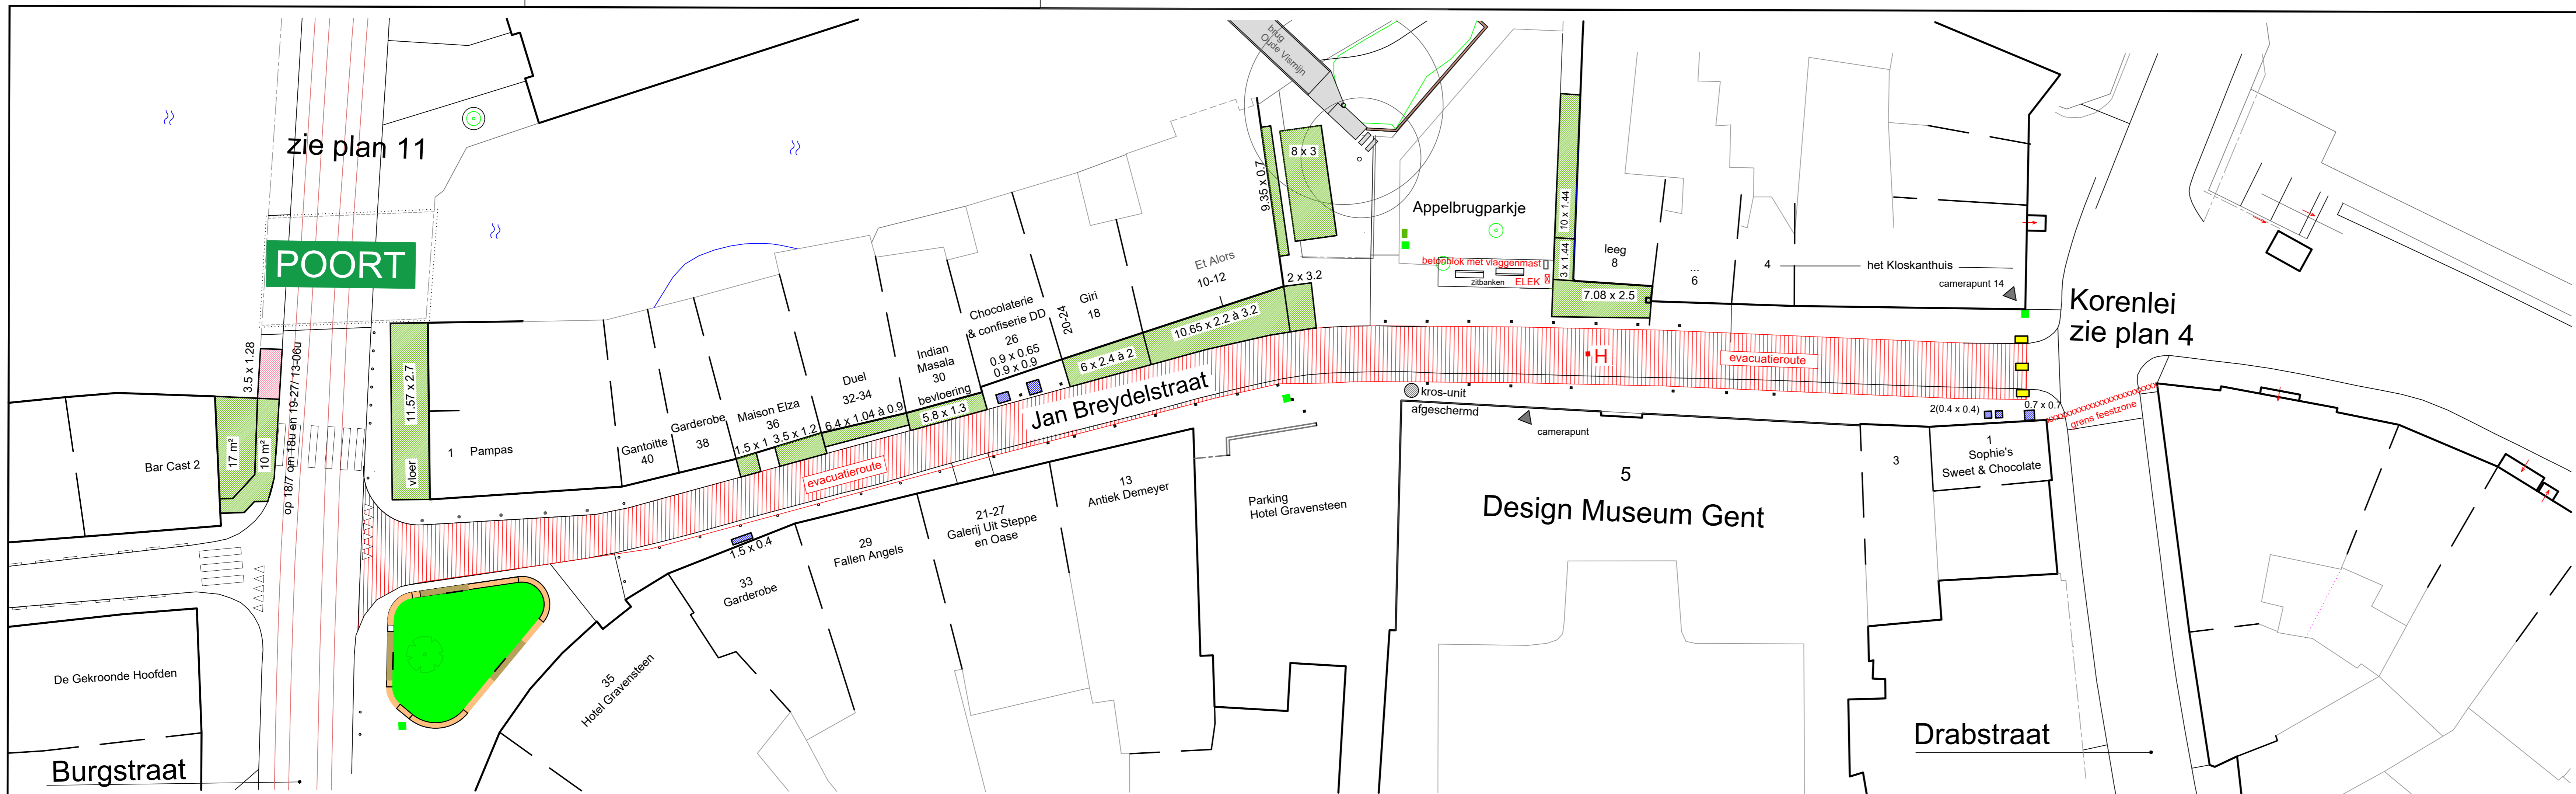 brug
Oude Vismijn
zie plan 11
POORT
3.5 x 1.28
op 18/7 om 18u en 19-27/ 13-06u
Bar Cast 2
17 m²
10 m²
11.57 x 2.7
vloer
1 Pampas
Gantoitte
40
Garderobe
38
Maison Elza
36
1.5 x 1
3.5 x 1.2
Duel
32-34
6.4 x 1.04 à 0.9
Indian
Masala
30
bevloering
5.8 x 1.3
Chocolaterie
& confiserie DD
26
0.9 x 0.65
0.9 x 0.9
20-24
Giri
18
6 x 2.4 à 2
Et Alors
10-12
10.65 x 2.2 à 3.2
2 x 3.2
9.35 x 0.7
8 x 3
Appelbrugparkje
betonblok met vlaggenmast
zitbanken
ELEK
10 x 1.44
3 x 1.44
7.08 x 2.5
leeg
8
...
6
4
het Kloskanthuis
camerapunt 14
Korenlei
zie plan 4
Jan Breydelstraat
evacuatieroute
H
evacuatieroute
kros-unit
afgeschermd
camerapunt
2(0.4 x 0.4)
0.7 x 0.7
xxxxxxxxxxxxxxxxxxxx
grens feestzone
1
Sophie's
Sweet & Chocolate
3
5
Design Museum Gent
Parking
Hotel Gravensteen
13
Antiek Demeyer
21-27
Galerij Uit Steppe
en Oase
29
Fallen Angels
1.5 x 0.4
33
Garderobe
35
Hotel Gravensteen
De Gekroonde Hoofden
Burgstraat
Drabstraat